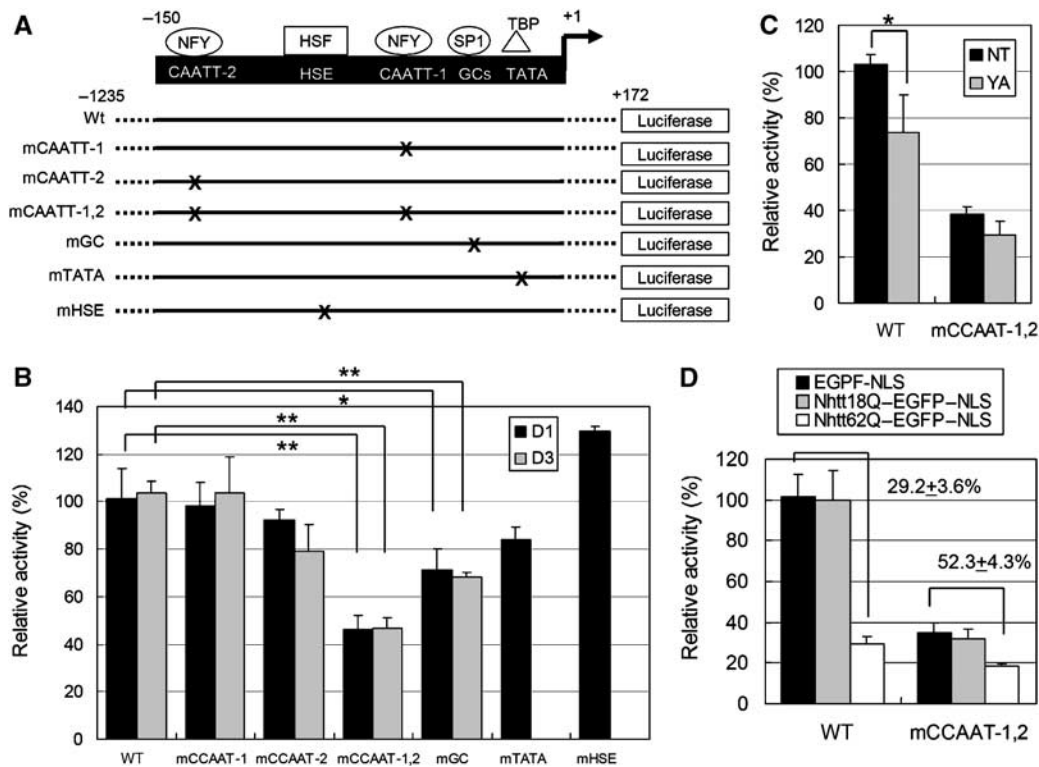 A
–150
+1
NFY
HSF
NFY
SP1
TBP
CAATT-2
HSE
CAATT-1
GCs
TATA
–1235
+172
Wt
Luciferase
mCAATT-1
Luciferase
mCAATT-2
Luciferase
mCAATT-1,2
Luciferase
mGC
Luciferase
mTATA
Luciferase
mHSE
Luciferase
B
Relative activity (%)
140
120
100
80
60
40
20
0
**
*
**
**
D1
D3
WT
mCCAAT-1
mCCAAT-2
mCCAAT-1,2
mGC
mTATA
mHSE
C
Relative activity (%)
120
100
80
60
40
20
0
*
NT
YA
WT
mCCAAT-1,2
D
EGPF-NLS
Nhtt18Q–EGFP–NLS
Nhtt62Q–EGFP–NLS
Relative activity (%)
120
100
80
60
40
20
0
29.2±3.6%
52.3±4.3%
WT
mCCAAT-1,2